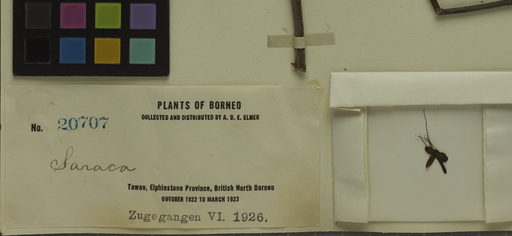 PLANTS OF BORNEO
COLLECTED AND DISTRIBUTED BY A. D. E. ELMER
No. 20707
Saraca
Tawao, Elphinstone Province, British North Borneo
OCTOBER 1922 TO MARCH 1923
Zugegangen VI. 1926.